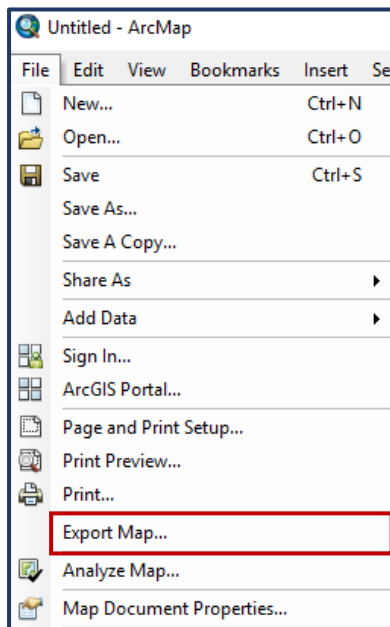 Untitled - ArcMap
File Edit View Bookmarks Insert Se
New... Ctrl+N
Open... Ctrl+O
Save Ctrl+S
Save As...
Save A Copy...
Share As
Add Data
Sign In...
ArcGIS Portal...
Page and Print Setup...
Print Preview...
Print...
Export Map...
Analyze Map...
Map Document Properties...